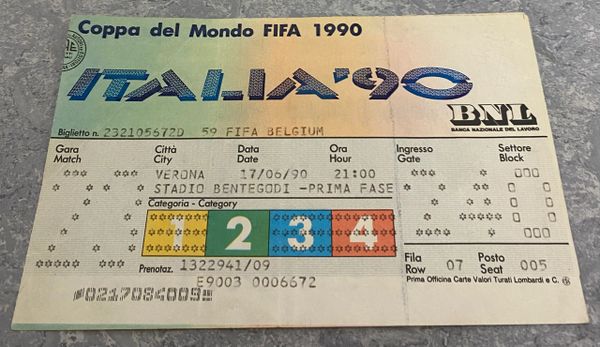 Coppa del Mondo FIFA 1990
ITALIA'90
BNL
BANCA NAZIONALE DEL LAVORO
Biglietto n. 232105672D 59 FIFA BELGIUM
Gara Città Data Ora Ingresso Settore
Match City Date Hour Gate Block
VERONA 17/06/90 21:00
STADIO BENTEGODI -PRIMA FASE
Categoria - Category
1 2 3 4
Prenotaz. 1322941/09
E9003 0006672
Fila Posto
Row 07 Seat 005
Prima Officina Carte Valori Turati Lombardi e C.